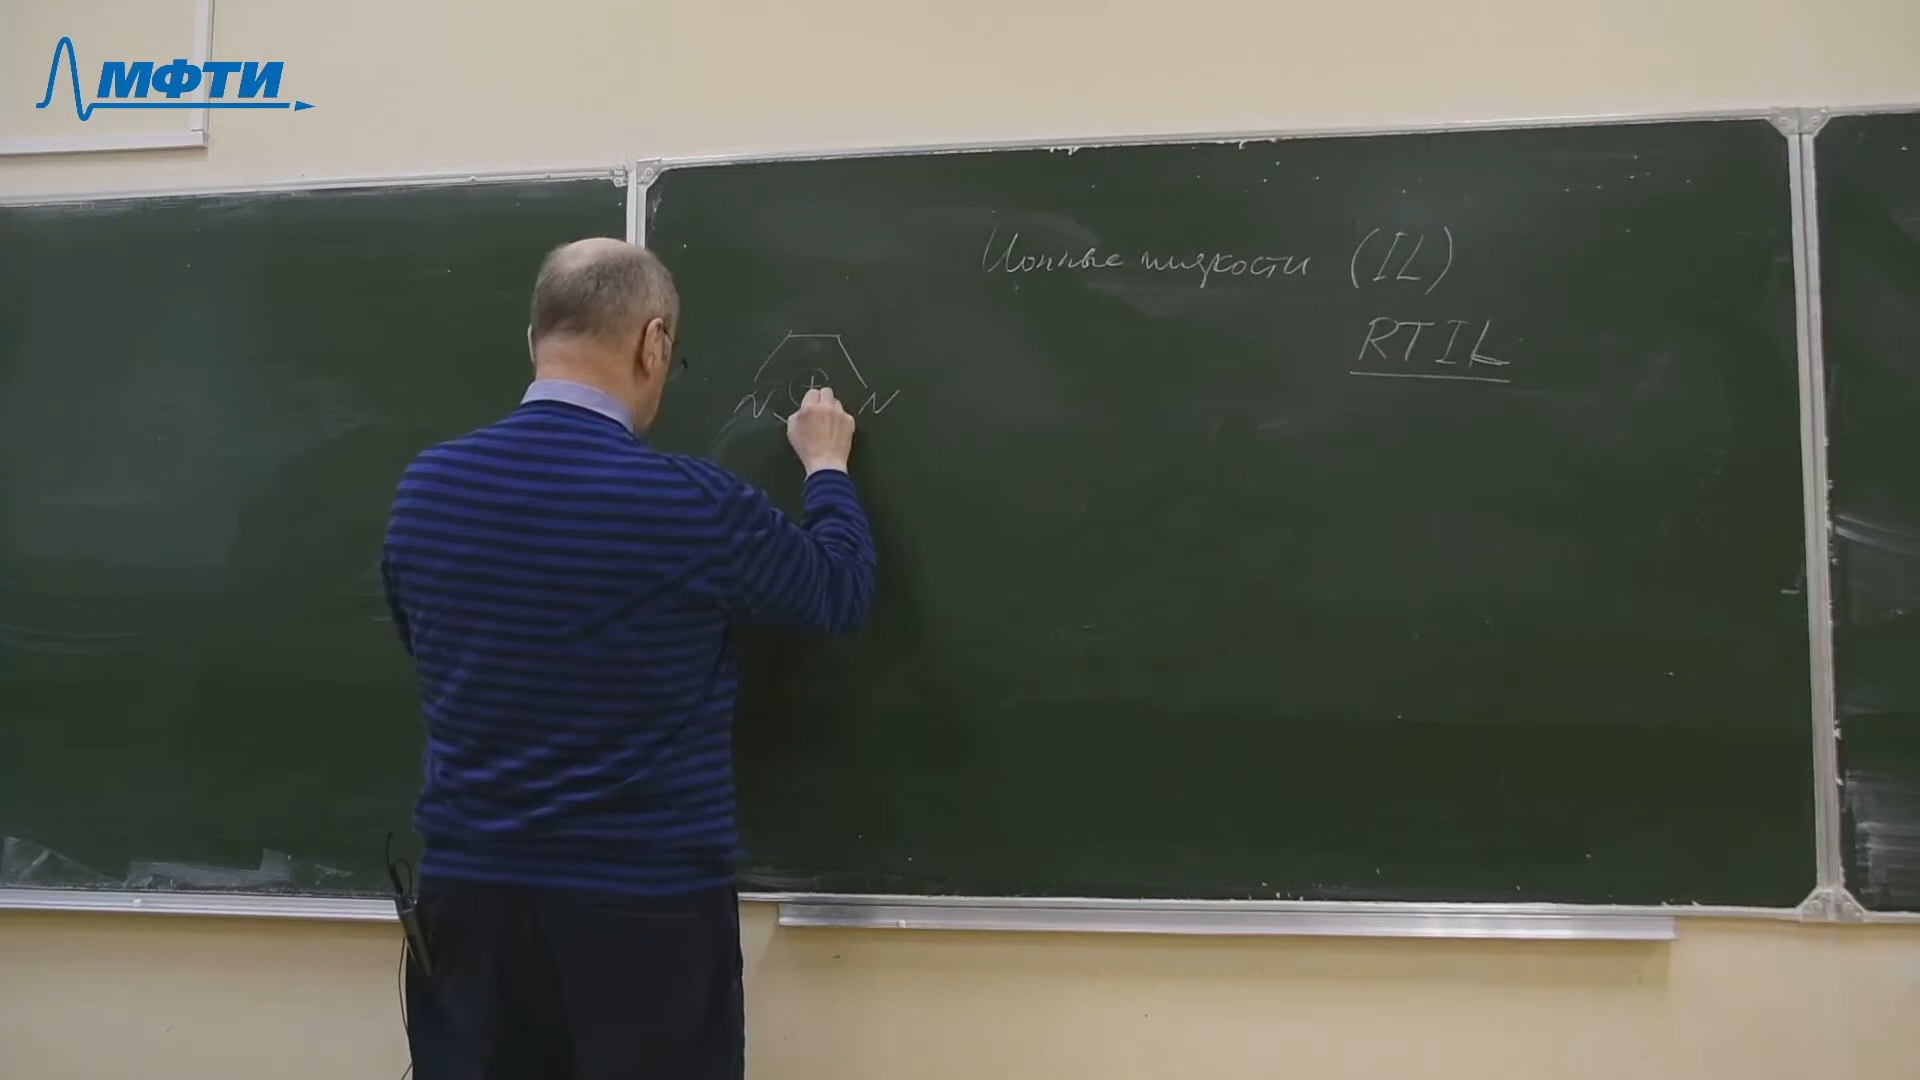 МФТИ
Ионные жидкости (IL)
RTIL
+
N N